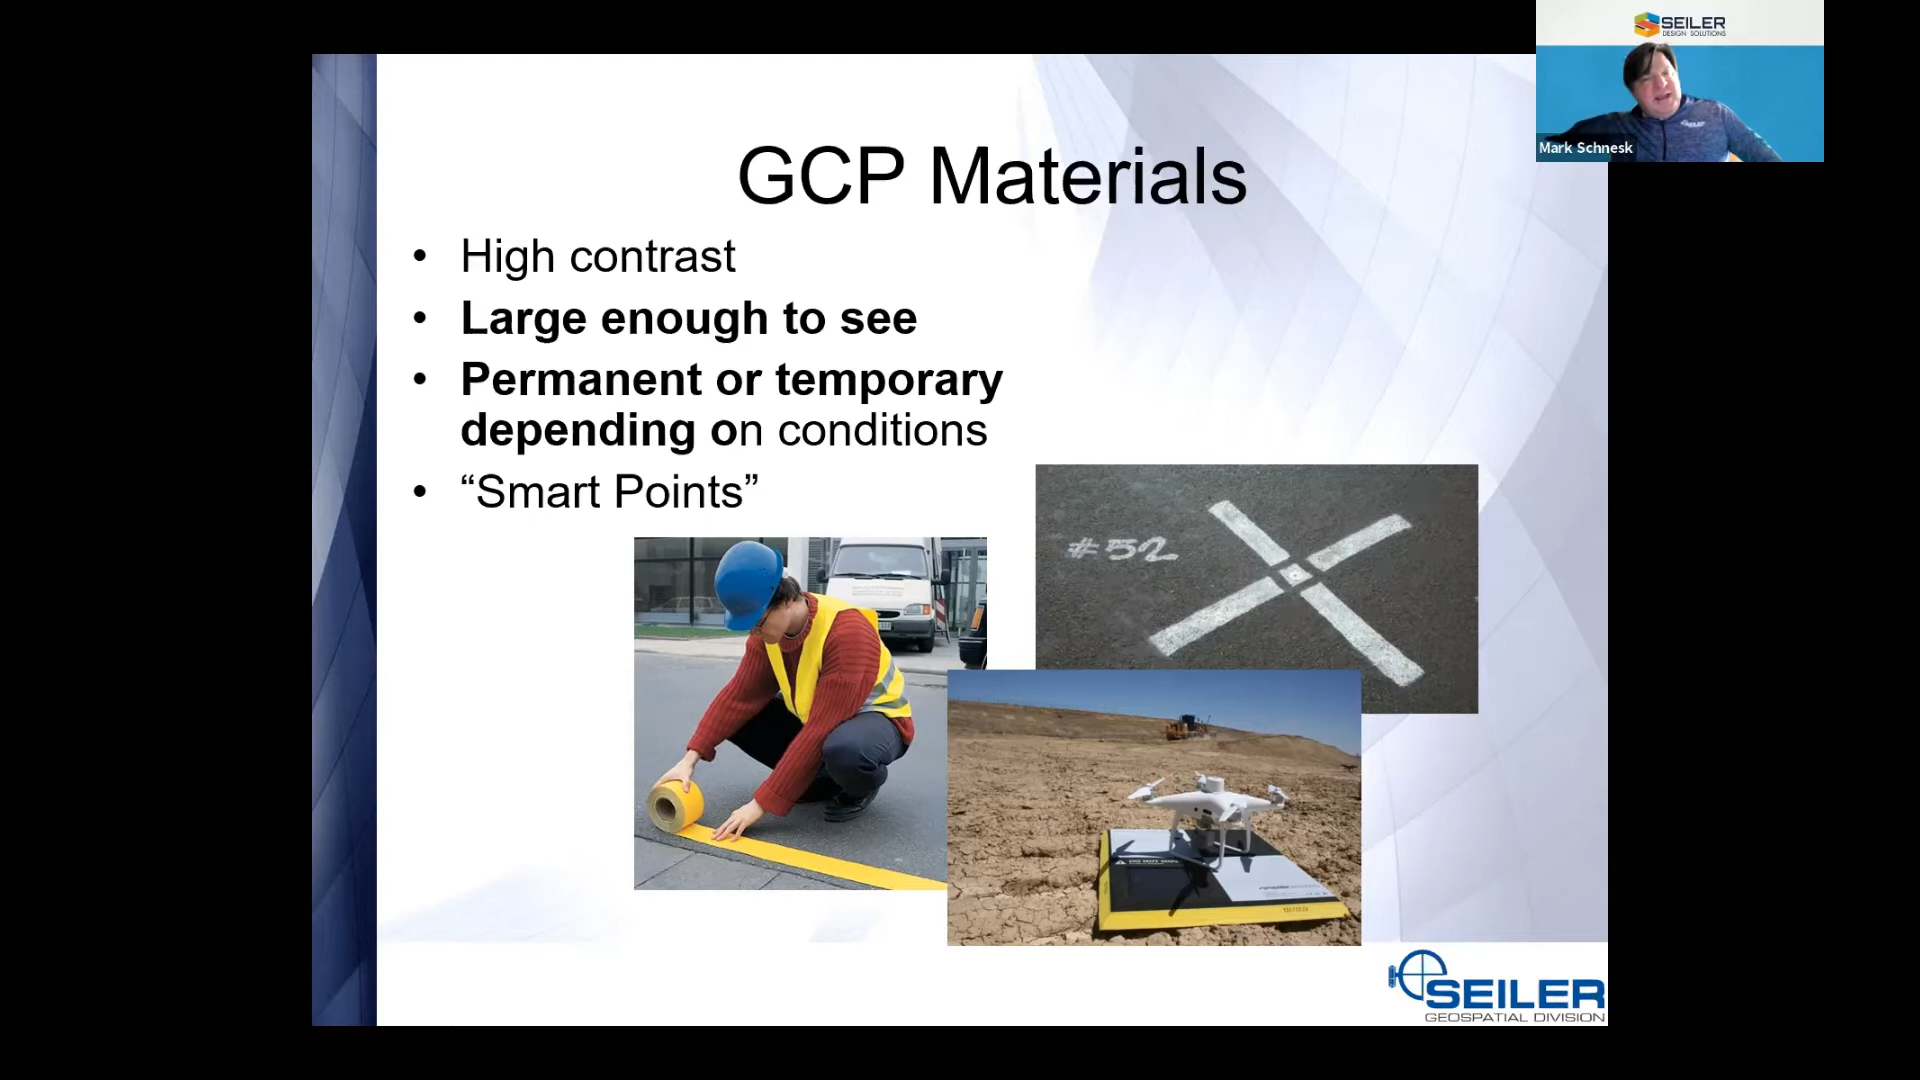 SEILER
DESIGN SOLUTIONS
Mark Schnesk
GCP Materials
• High contrast
• Large enough to see
• Permanent or temporary
depending on conditions
• “Smart Points”
#52
SEILER
GEOSPATIAL DIVISION